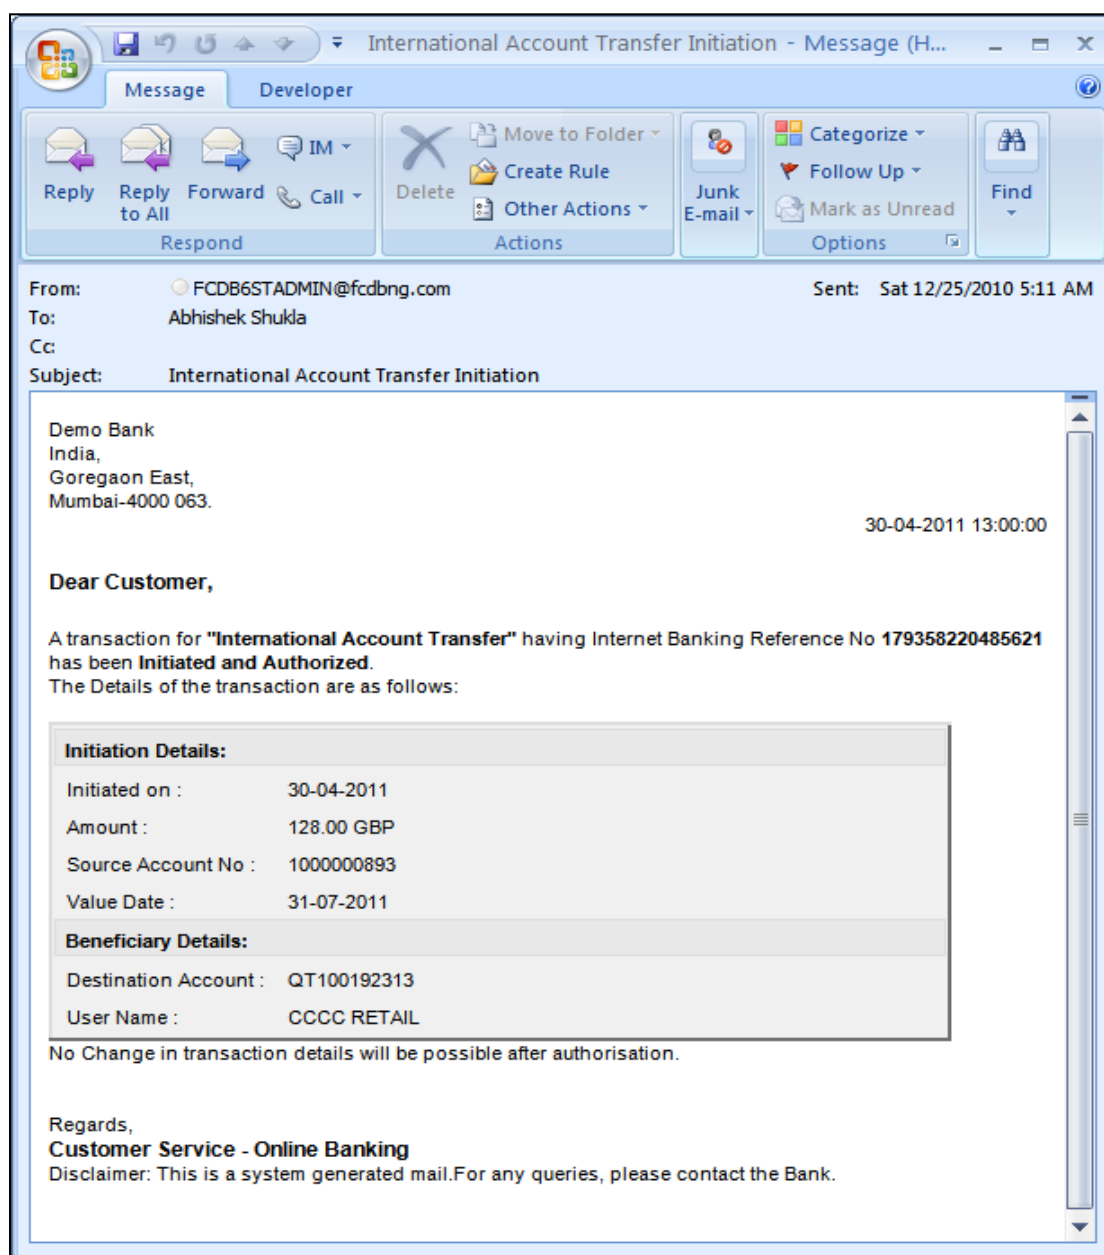 International Account Transfer Initiation - Message (H...
Message Developer
Reply
Reply to All
Forward
IM
Call
Respond
Delete
Move to Folder
Create Rule
Other Actions
Actions
Junk E-mail
Categorize
Follow Up
Mark as Unread
Options
Find
From: FCDB6STADMIN@fcdbng.com Sent: Sat 12/25/2010 5:11 AM
To: Abhishek Shukla
Cc:
Subject: International Account Transfer Initiation
Demo Bank
India,
Goregaon East,
Mumbai-4000 063.
30-04-2011 13:00:00
Dear Customer,
A transaction for "International Account Transfer" having Internet Banking Reference No 179358220485621
has been Initiated and Authorized.
The Details of the transaction are as follows:
Initiation Details:
Initiated on : 30-04-2011
Amount : 128.00 GBP
Source Account No : 1000000893
Value Date : 31-07-2011
Beneficiary Details:
Destination Account : QT100192313
User Name : CCCC RETAIL
No Change in transaction details will be possible after authorisation.
Regards,
Customer Service - Online Banking
Disclaimer: This is a system generated mail.For any queries, please contact the Bank.